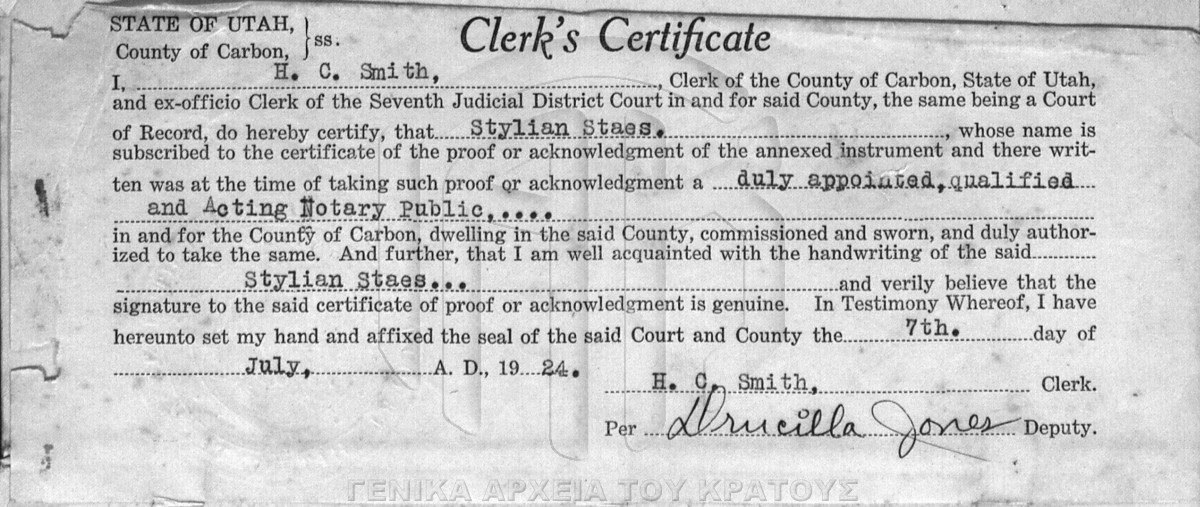 STATE OF UTAH, } ss. Clerk's Certificate
County of Carbon,
I, H. C. Smith, , Clerk of the County of Carbon, State of Utah,
and ex-officio Clerk of the Seventh Judicial District Court in and for said County, the same being a Court
of Record, do hereby certify, that Stylian Staes. , whose name is
subscribed to the certificate of the proof or acknowledgment of the annexed instrument and there writ-
ten was at the time of taking such proof or acknowledgment a duly appointed, qualified
and Acting Notary Public,....
in and for the County of Carbon, dwelling in the said County, commissioned and sworn, and duly author-
ized to take the same. And further, that I am well acquainted with the handwriting of the said
Stylian Staes... and verily believe that the
signature to the said certificate of proof or acknowledgment is genuine. In Testimony Whereof, I have
hereunto set my hand and affixed the seal of the said Court and County the 7th. day of
July, A. D., 19 24.
H. C. Smith, Clerk.
Per Drucilla Jones Deputy.
ΓΕΝΙΚΑ ΑΡΧΕΙΑ ΤΟΥ ΚΡΑΤΟΥΣ